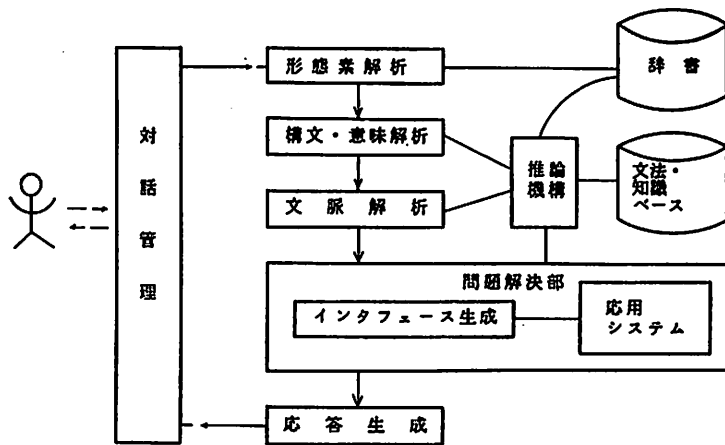 形態素解析
辞書
対話管理
構文・意味解析
推論
機構
文法・
知識
ベース
文脈解析
問題解決部
インタフェース生成
応用
システム
応答生成